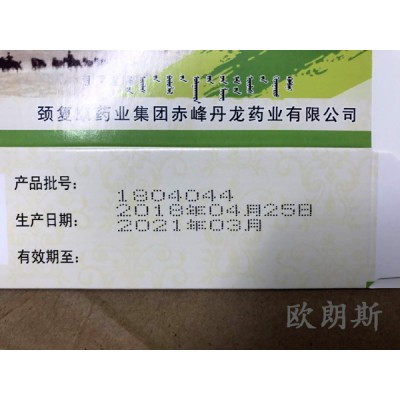 颈复康药业集团赤峰丹龙药业有限公司
产品批号:
1804044
生产日期:
2018年04月25日
2021年03月
有效期至:
欧朗斯